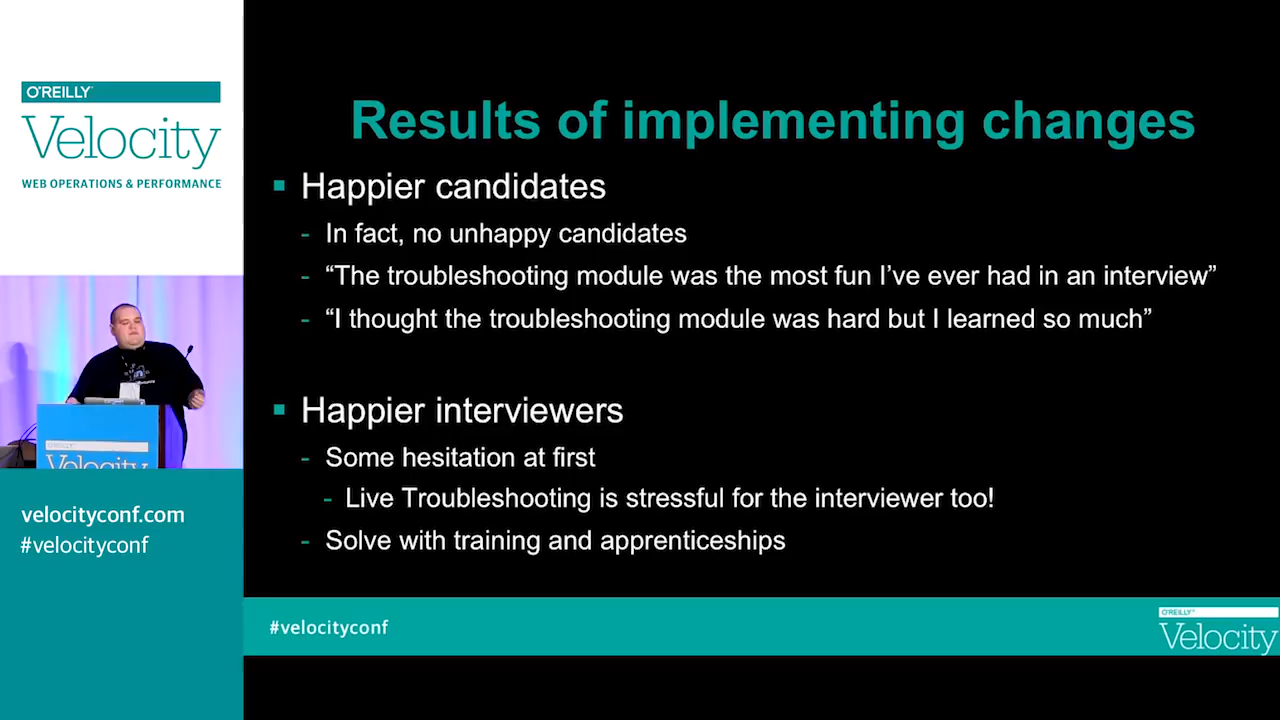 O'REILLY
Velocity
WEB OPERATIONS & PERFORMANCE
O'REILLY
Velocity
velocityconf.com
#velocityconf
Results of implementing changes
Happier candidates
- In fact, no unhappy candidates
- “The troubleshooting module was the most fun I’ve ever had in an interview”
- “I thought the troubleshooting module was hard but I learned so much”
Happier interviewers
- Some hesitation at first
- Live Troubleshooting is stressful for the interviewer too!
- Solve with training and apprenticeships
#velocityconf
O'REILLY
Velocity